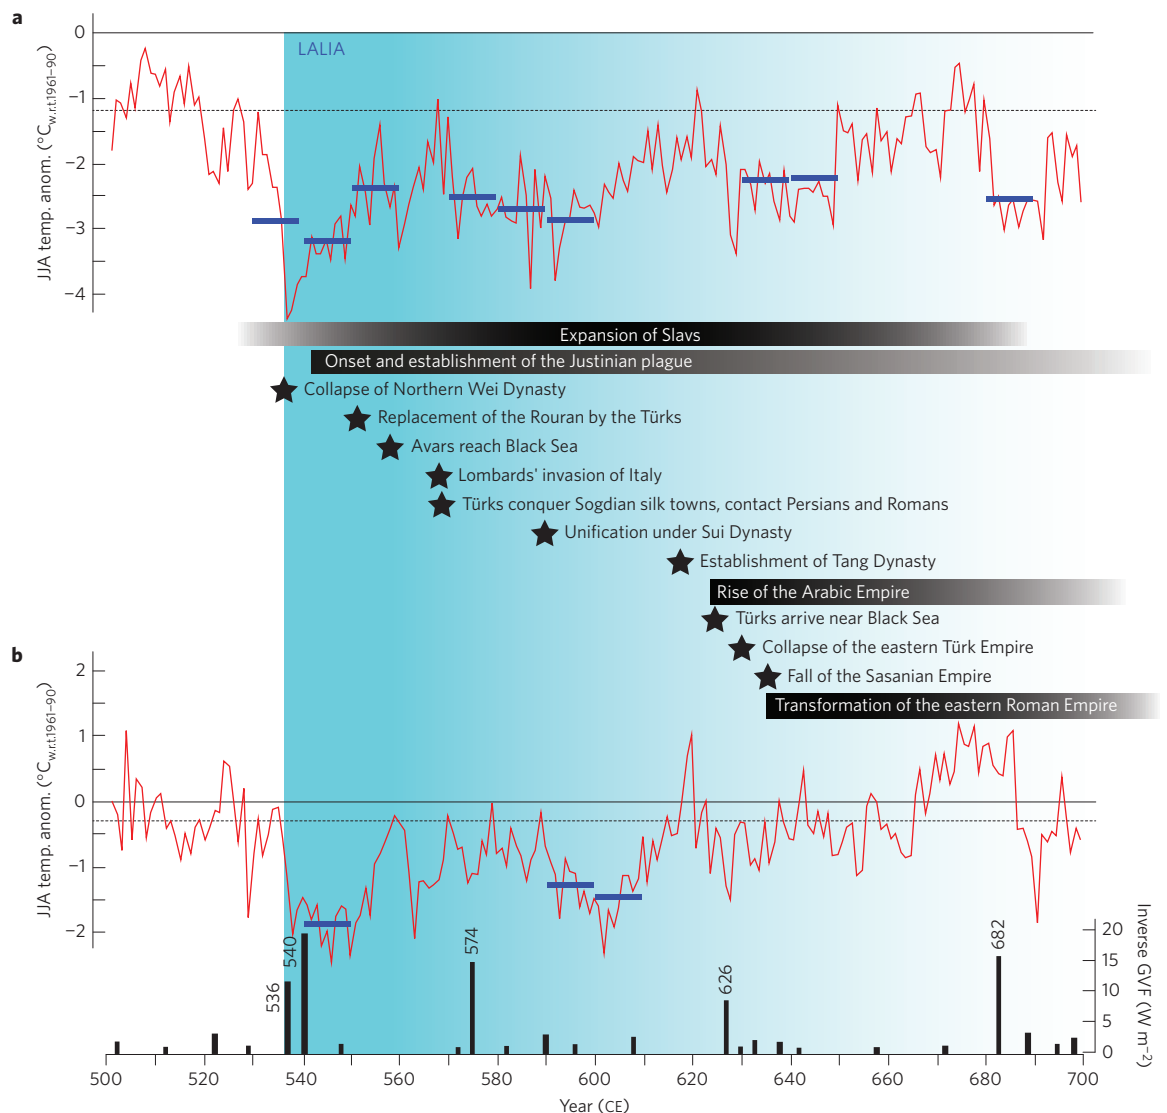 a
0
LALIA
−1
−2
−3
−4
JJA temp. anom. (°C w.r.t.1961–90)
Expansion of Slavs
Onset and establishment of the Justinian plague
Collapse of Northern Wei Dynasty
Replacement of the Rouran by the Türks
Avars reach Black Sea
Lombards' invasion of Italy
Türks conquer Sogdian silk towns, contact Persians and Romans
Unification under Sui Dynasty
Establishment of Tang Dynasty
Rise of the Arabic Empire
Türks arrive near Black Sea
Collapse of the eastern Türk Empire
Fall of the Sasanian Empire
Transformation of the eastern Roman Empire
b
2
1
0
−1
−2
JJA temp. anom. (°C w.r.t.1961–90)
536
540
574
626
682
20
15
10
5
0
Inverse GVF (W m−2)
500 520 540 560 580 600 620 640 660 680 700
Year (CE)